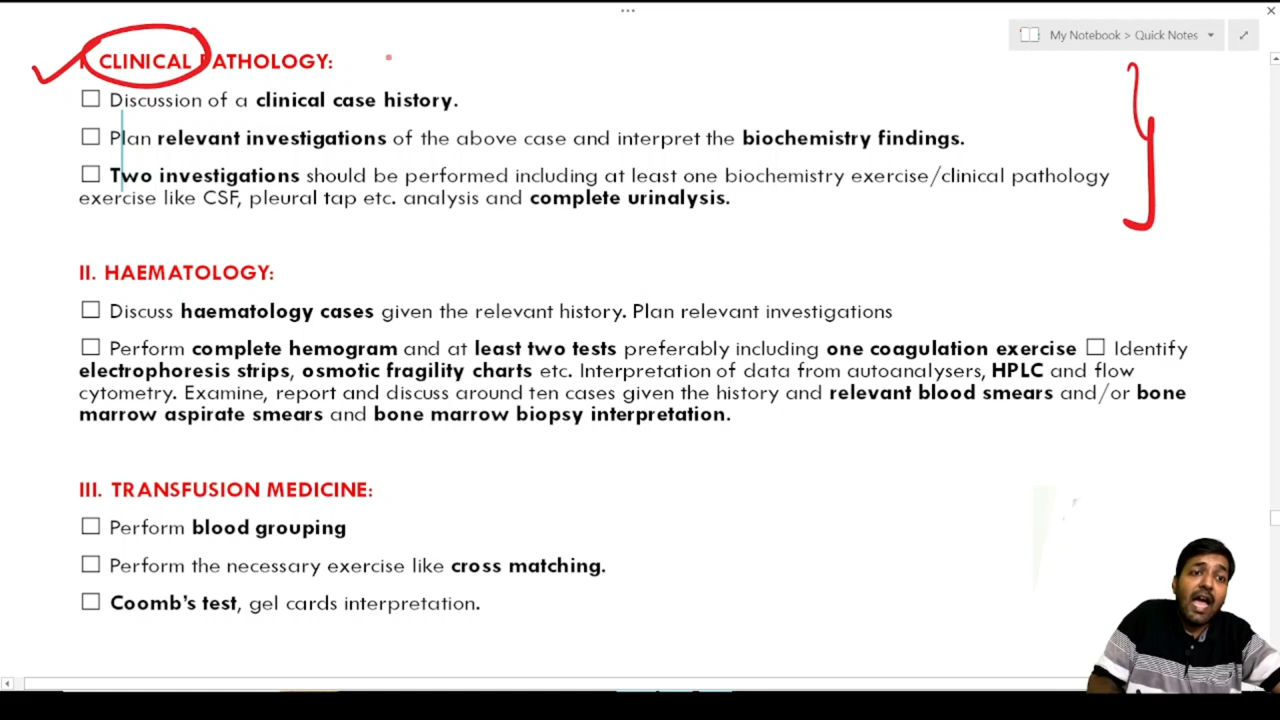 My Notebook > Quick Notes
I. CLINICAL PATHOLOGY:
☐ Discussion of a clinical case history.
☐ Plan relevant investigations of the above case and interpret the biochemistry findings.
☐ Two investigations should be performed including at least one biochemistry exercise/clinical pathology
exercise like CSF, pleural tap etc. analysis and complete urinalysis.
II. HAEMATOLOGY:
☐ Discuss haematology cases given the relevant history. Plan relevant investigations
☐ Perform complete hemogram and at least two tests preferably including one coagulation exercise ☐ Identify
electrophoresis strips, osmotic fragility charts etc. Interpretation of data from autoanalysers, HPLC and flow
cytometry. Examine, report and discuss around ten cases given the history and relevant blood smears and/or bone
marrow aspirate smears and bone marrow biopsy interpretation.
III. TRANSFUSION MEDICINE:
☐ Perform blood grouping
☐ Perform the necessary exercise like cross matching.
☐ Coomb's test, gel cards interpretation.